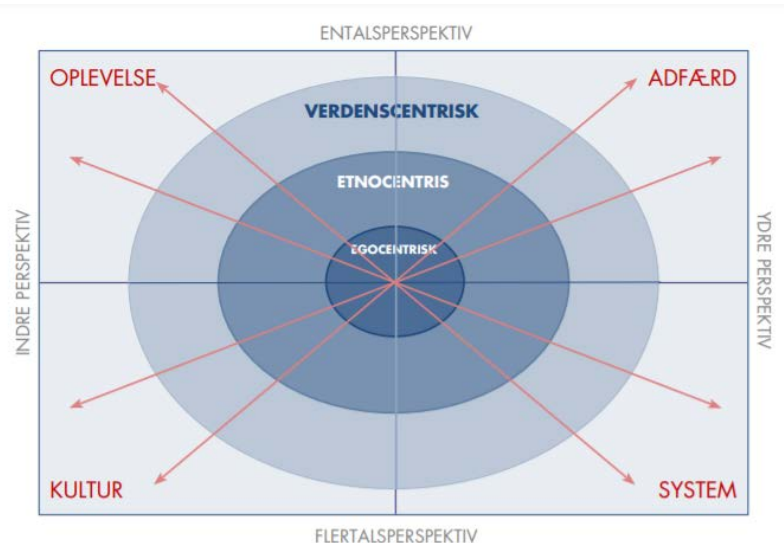 ENTALSPERSPEKTIV
OPLEVELSE
ADFÆRD
VERDENSCENTRISK
ETNOCENTRIS
EGOCENTRISK
INDRE PERSPEKTIV
YDRE PERSPEKTIV
KULTUR
SYSTEM
FLERTALSPERSPEKTIV